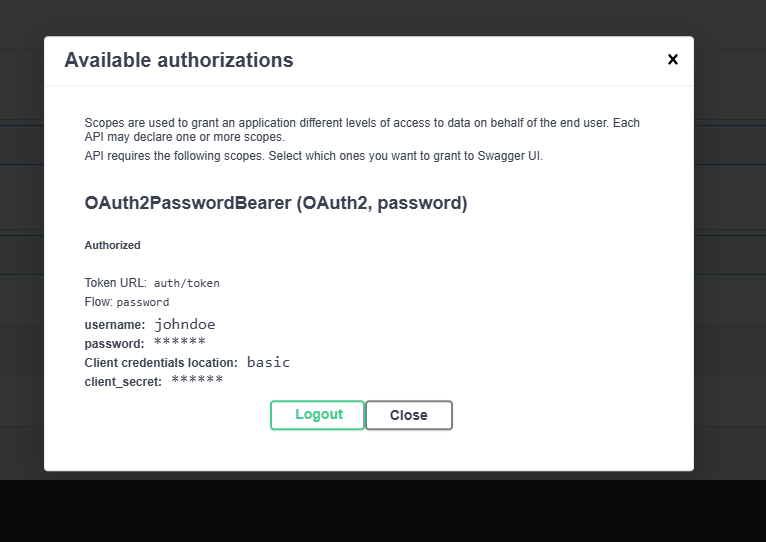 Available authorizations
Scopes are used to grant an application different levels of access to data on behalf of the end user. Each
API may declare one or more scopes.
API requires the following scopes. Select which ones you want to grant to Swagger UI.
OAuth2PasswordBearer (OAuth2, password)
Authorized
Token URL: auth/token
Flow: password
username: johndoe
password: ******
Client credentials location: basic
client_secret: ******
Logout Close